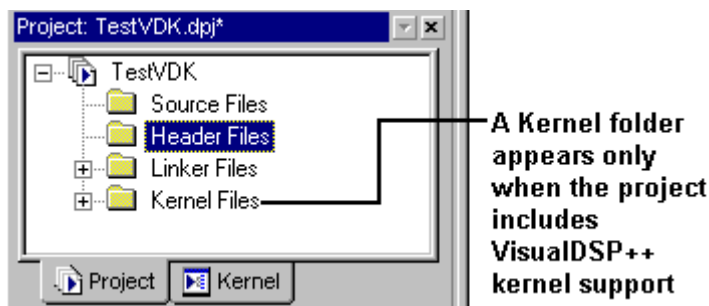 Project: TestVDK.dpj*
TestVDK
Source Files
Header Files
Linker Files
Kernel Files
Project
Kernel
A Kernel folder
appears only
when the project
includes
VisualDSP++
kernel support